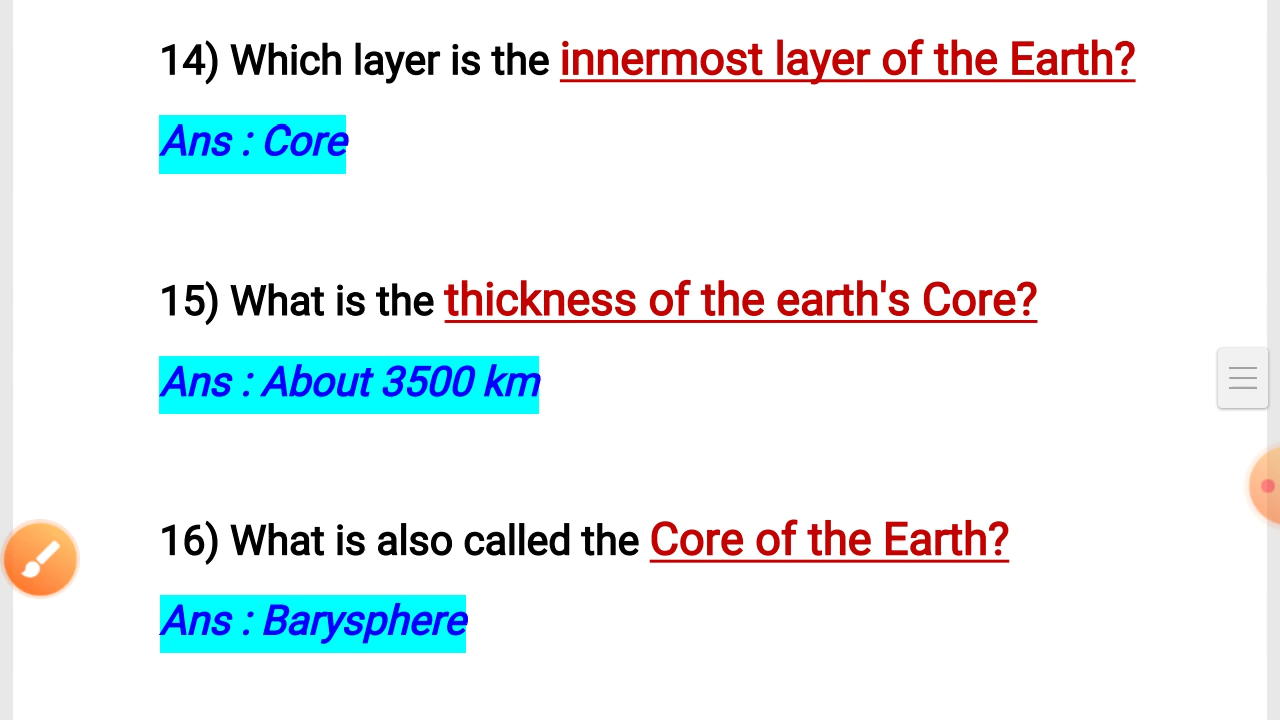 14) Which layer is the innermost layer of the Earth?
Ans : Core
15) What is the thickness of the earth's Core?
Ans : About 3500 km
16) What is also called the Core of the Earth?
Ans : Barysphere